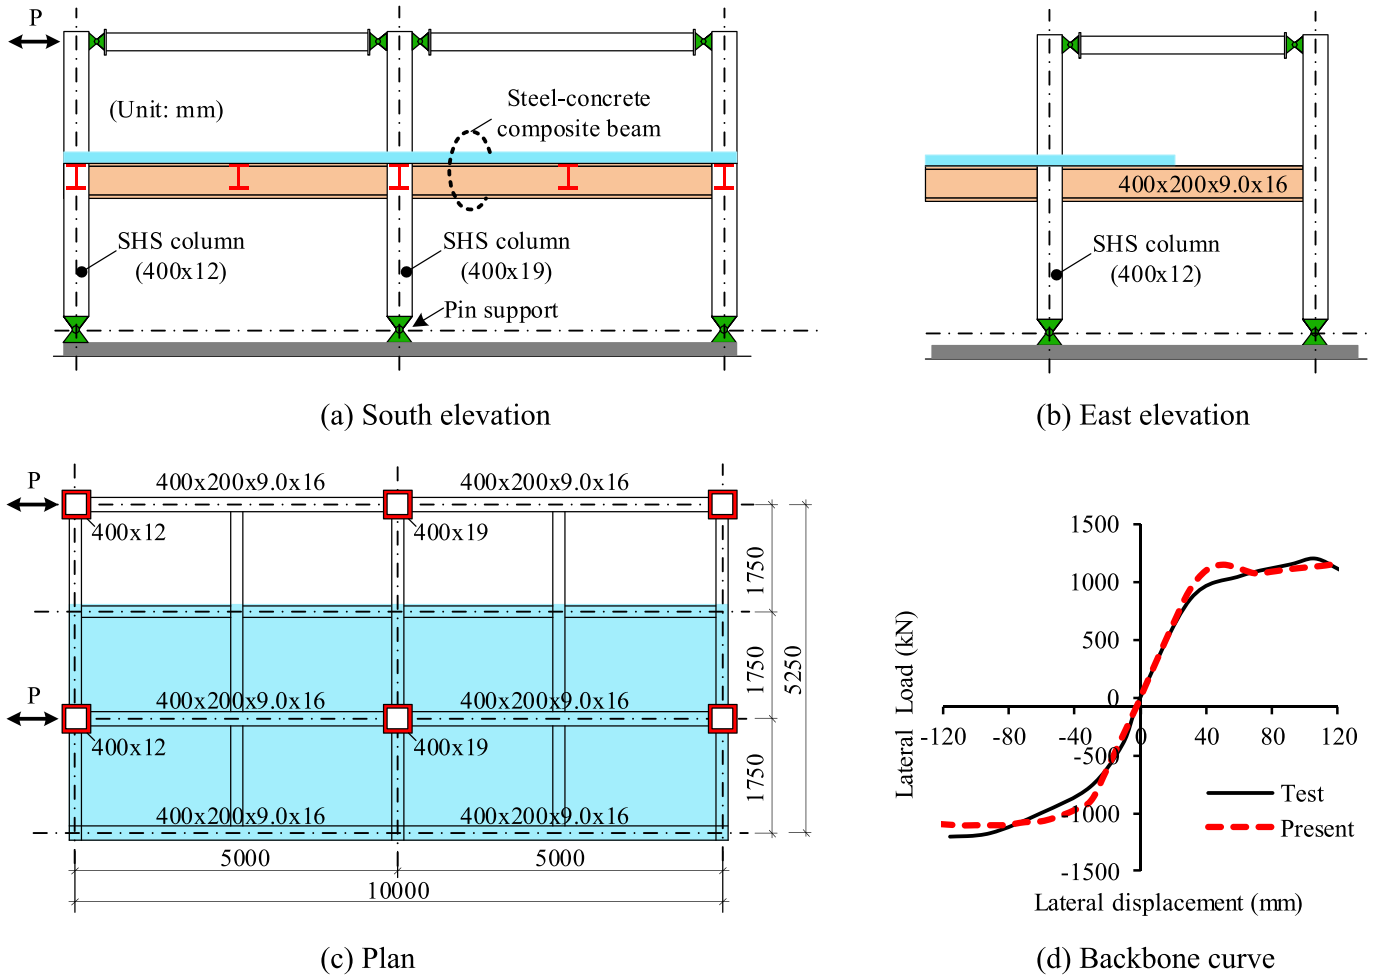 P
(Unit: mm)
Steel-concrete
composite beam
SHS column
(400x12)
SHS column
(400x19)
Pin support
(a) South elevation
400x200x9.0x16
SHS column
(400x12)
(b) East elevation
P
400x200x9.0x16
400x200x9.0x16
400x12
400x19
1750
P
400x200x9.0x16
400x200x9.0x16
1750
5250
400x12
400x19
1750
400x200x9.0x16
400x200x9.0x16
5000
5000
10000
(c) Plan
Lateral Load (kN)
1500
1000
500
0
-500
-1000
-1500
-120
-80
-40
0
40
80
120
Test
Present
Lateral displacement (mm)
(d) Backbone curve